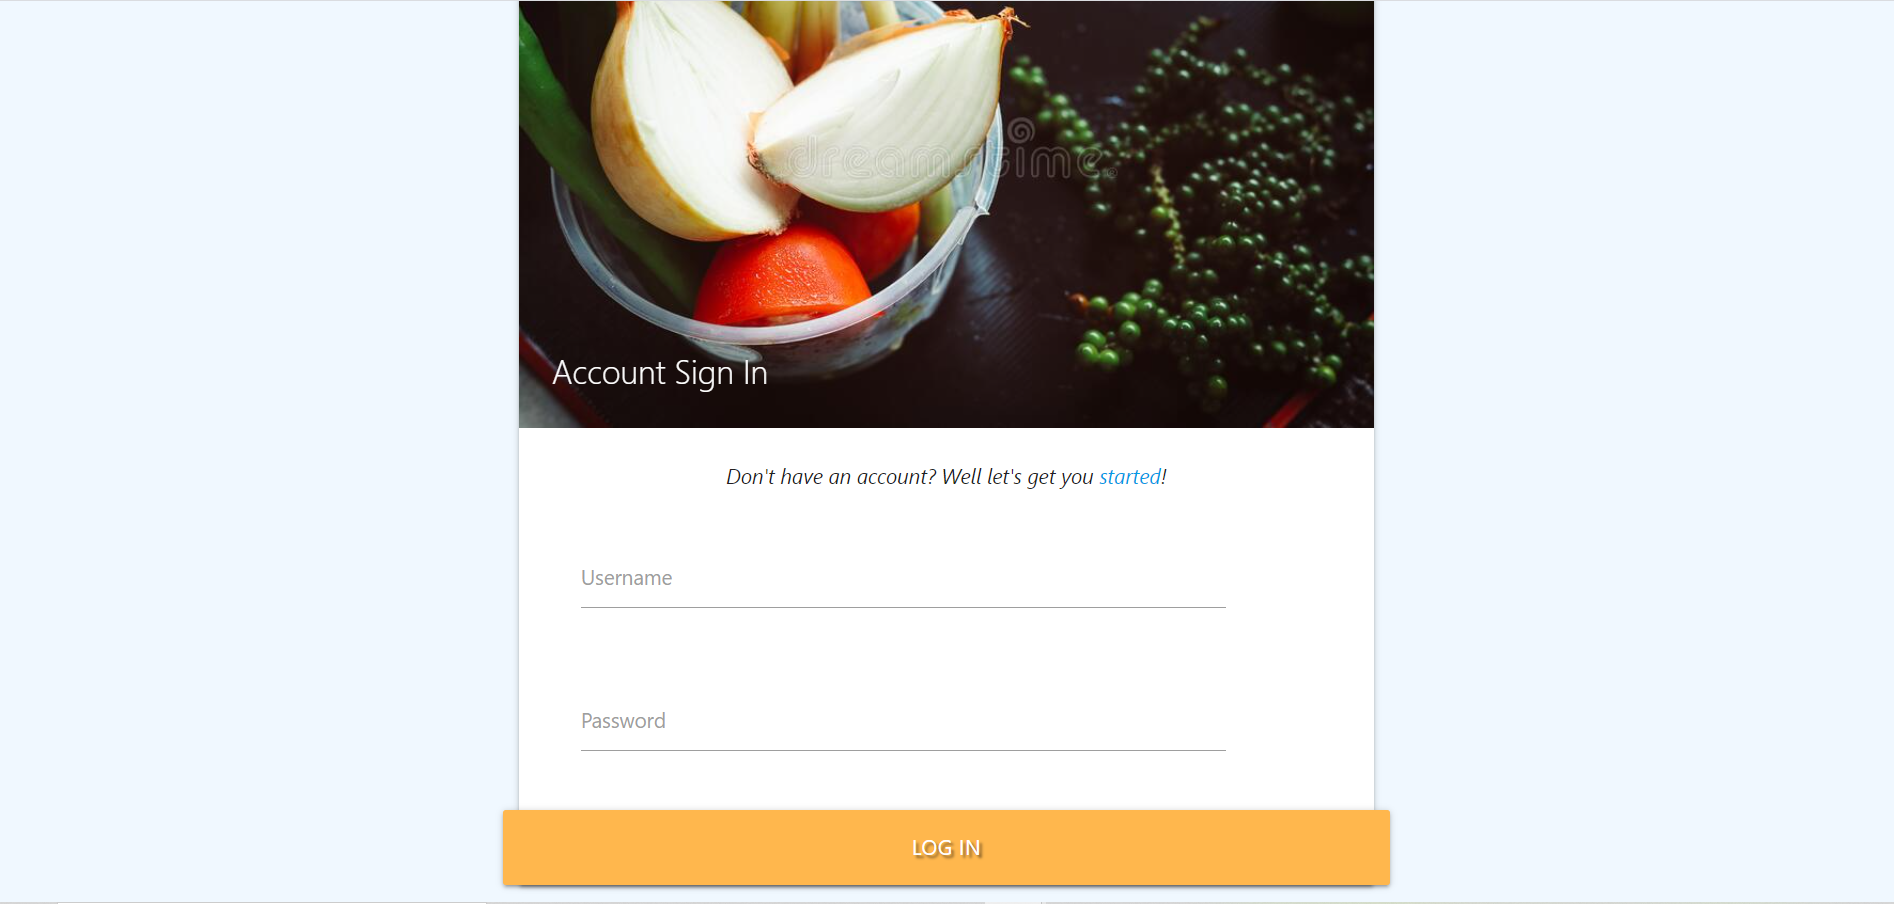 dreamstime
Account Sign In
Don't have an account? Well let's get you started!
Username
Password
LOG IN